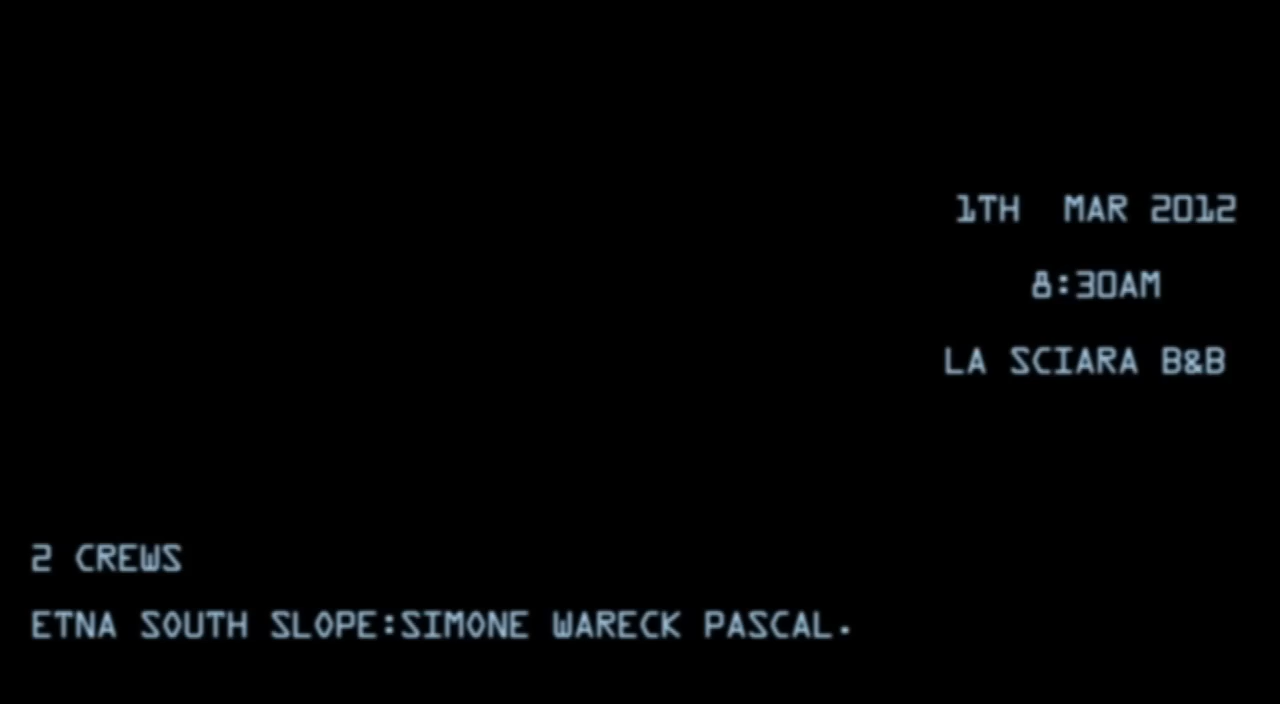 1TH MAR 2012
8:30AM
LA SCIARA B&B
2 CREWS
ETNA SOUTH SLOPE:SIMONE WARECK PASCAL.